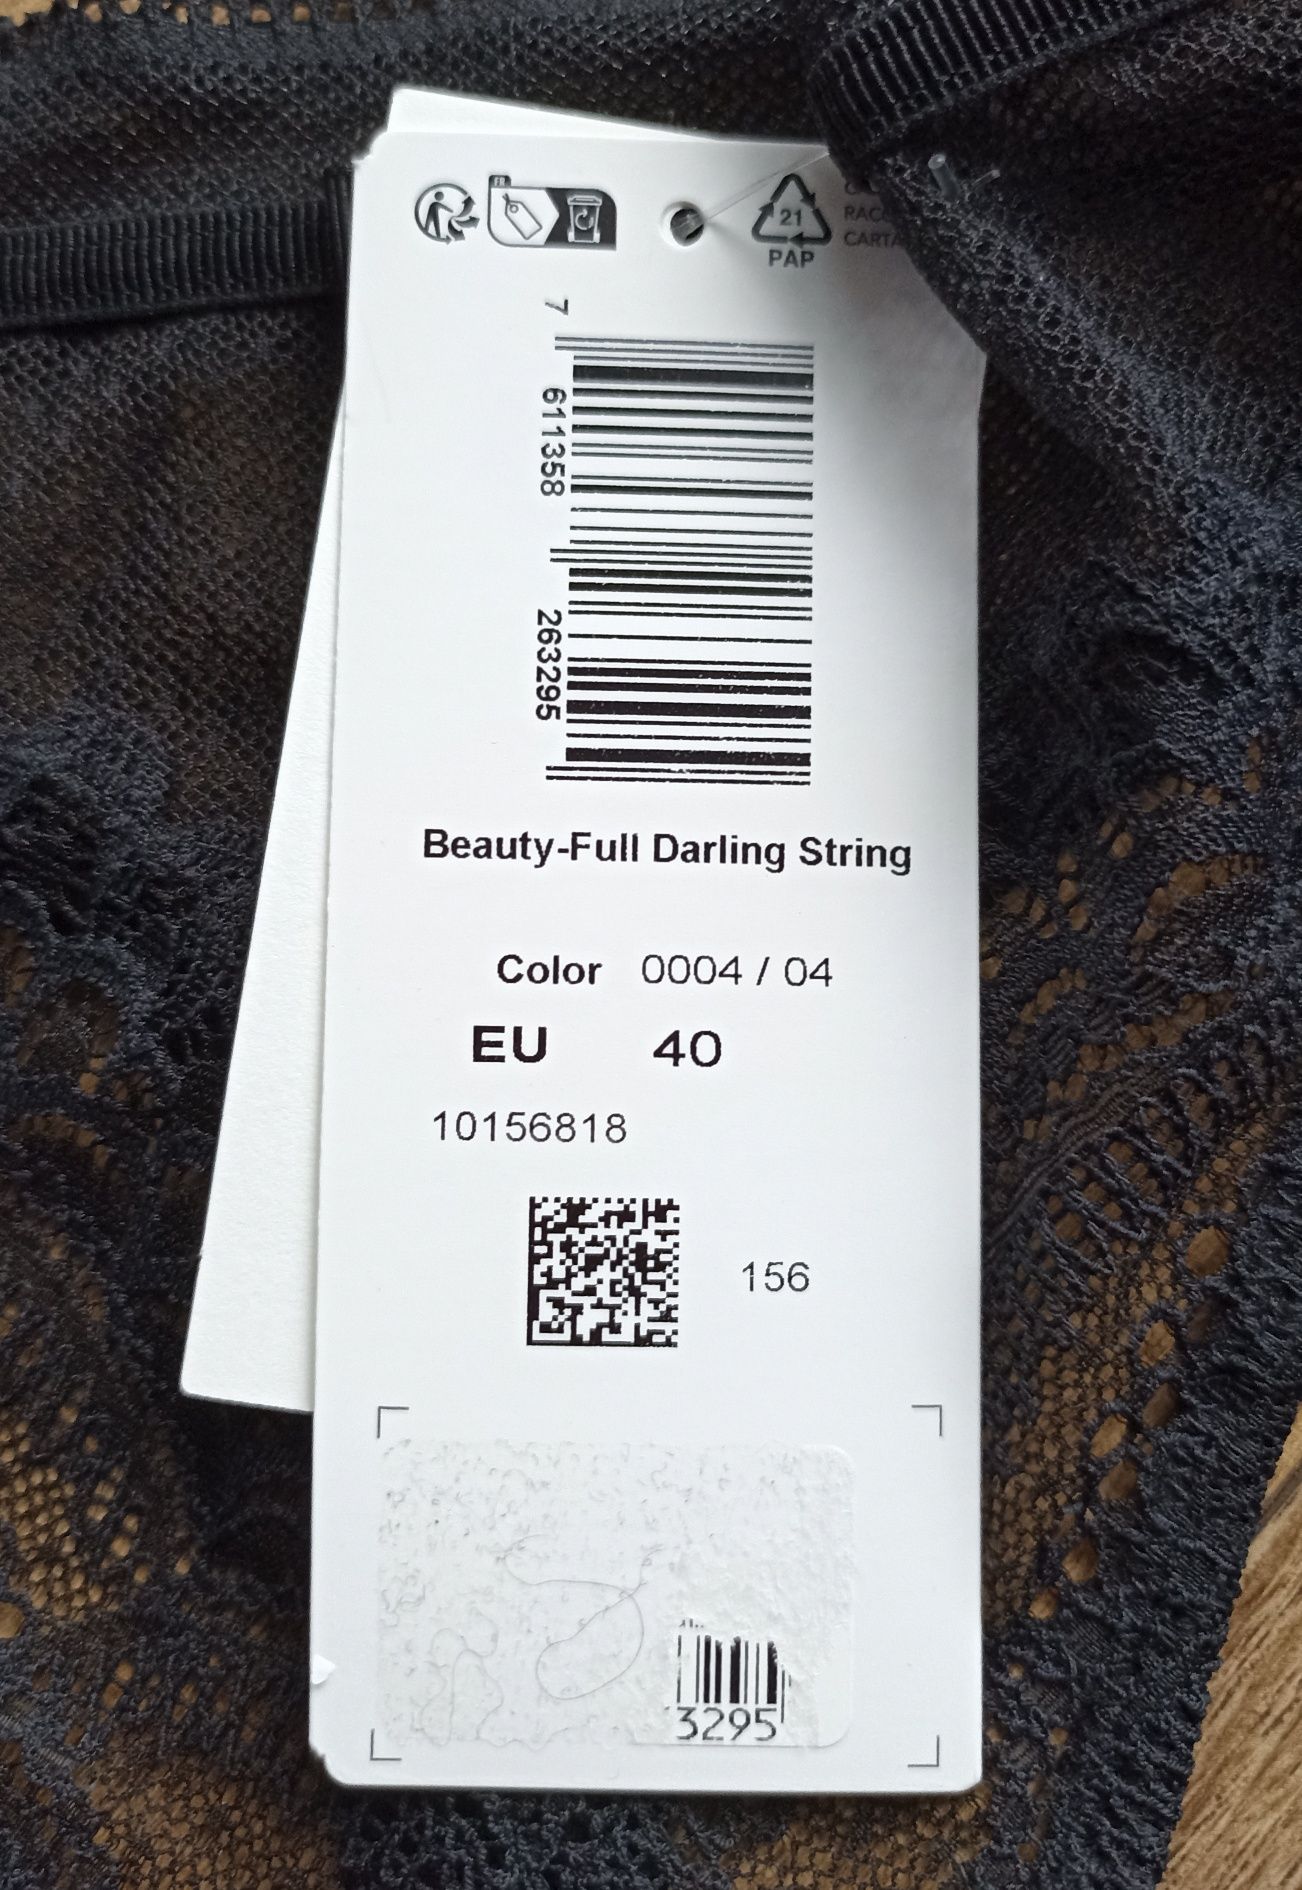 FR
21
PAP
7
611358
263295
Beauty-Full Darling String
Color 0004 / 04
EU 40
10156818
156
3295